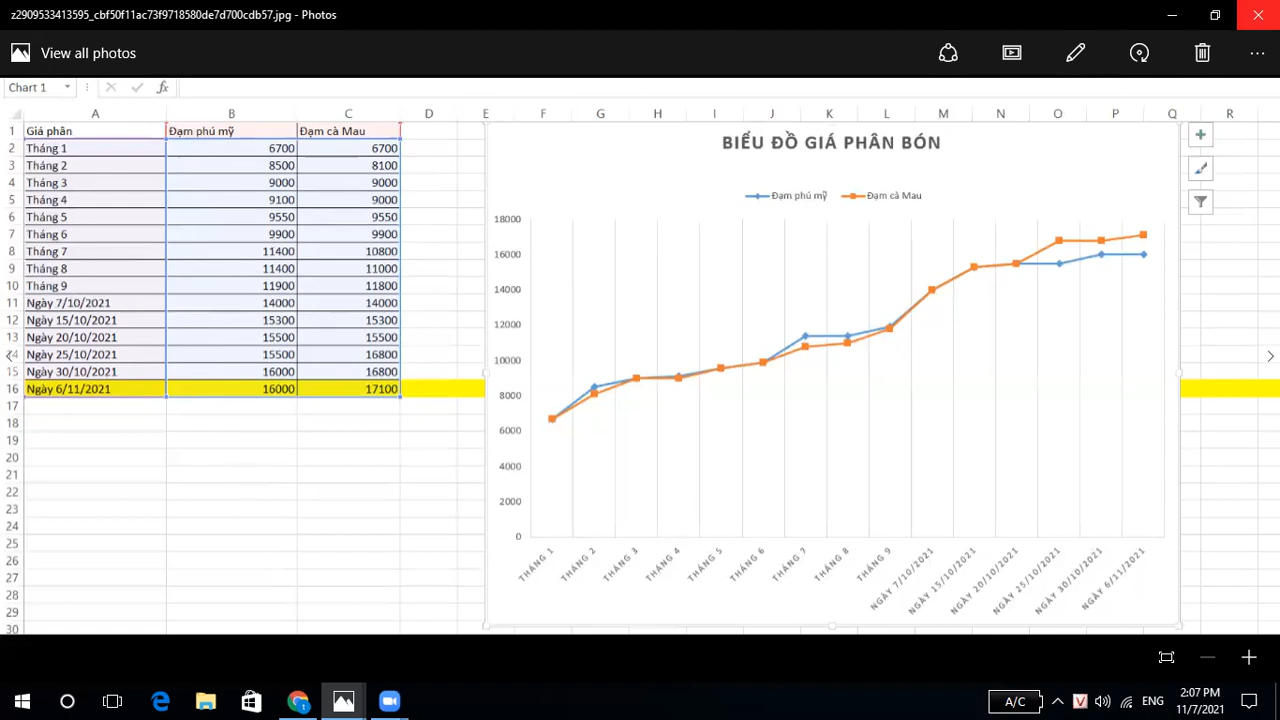 z2909533413595_cbf50f11ac73f9718580de7d700cdb57.jpg - Photos
View all photos
Chart 1 fx
A B C D E F G H I J K L M N O P Q R
1 Giá phân Đạm phú mỹ Đạm cà Mau
2 Tháng 1 6700 6700
3 Tháng 2 8500 8100
4 Tháng 3 9000 9000
5 Tháng 4 9100 9000
6 Tháng 5 9550 9550
7 Tháng 6 9900 9900
8 Tháng 7 11400 10800
9 Tháng 8 11400 11000
10 Tháng 9 11900 11800
11 Ngày 7/10/2021 14000 14000
12 Ngày 15/10/2021 15300 15300
13 Ngày 20/10/2021 15500 15500
14 Ngày 25/10/2021 15500 16800
15 Ngày 30/10/2021 16000 16800
16 Ngày 6/11/2021 16000 17100
17
18
19
20
21
22
23
24
25
26
27
28
29
30
BIỂU ĐỒ GIÁ PHÂN BÓN
Đạm phú mỹ Đạm cà Mau
18000
16000
14000
12000
10000
8000
6000
4000
2000
0
THÁNG 1 THÁNG 2 THÁNG 3 THÁNG 4 THÁNG 5 THÁNG 6 THÁNG 7 THÁNG 8 THÁNG 9 NGÀY 7/10/2021 NGÀY 15/10/2021 NGÀY 20/10/2021 NGÀY 25/10/2021 NGÀY 30/10/2021 NGÀY 6/11/2021
A/C V ENG
2:07 PM
11/7/2021